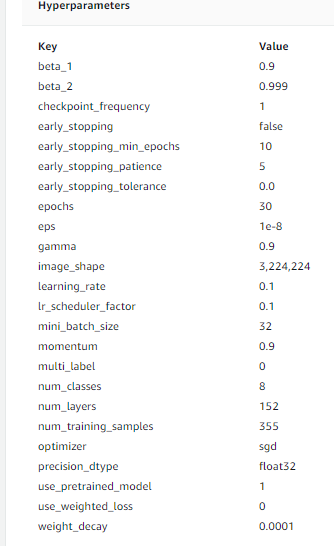 Hyperparameters
Key Value
beta_1 0.9
beta_2 0.999
checkpoint_frequency 1
early_stopping false
early_stopping_min_epochs 10
early_stopping_patience 5
early_stopping_tolerance 0.0
epochs 30
eps 1e-8
gamma 0.9
image_shape 3,224,224
learning_rate 0.1
lr_scheduler_factor 0.1
mini_batch_size 32
momentum 0.9
multi_label 0
num_classes 8
num_layers 152
num_training_samples 355
optimizer sgd
precision_dtype float32
use_pretrained_model 1
use_weighted_loss 0
weight_decay 0.0001